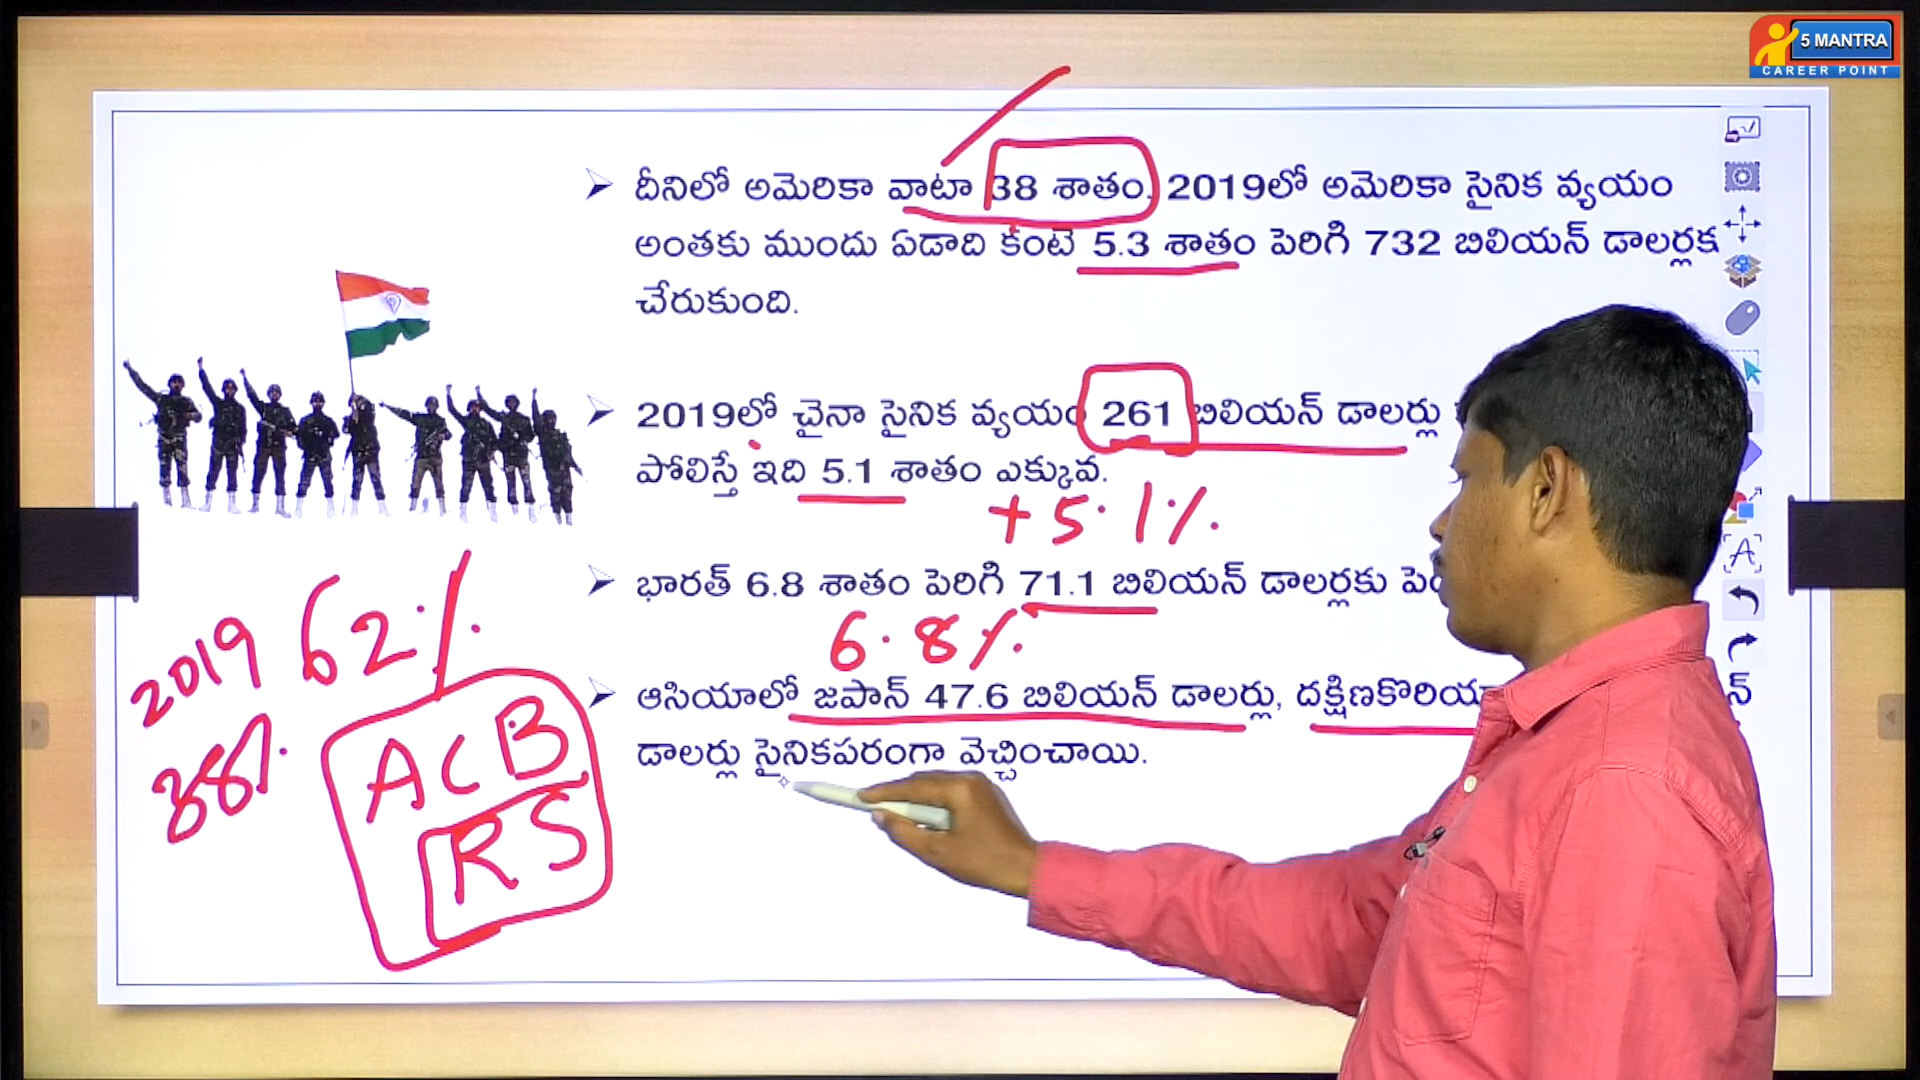 5 MANTRA
CAREER POINT
దీనిలో అమెరికా వాటా 38 శాతం. 2019లో అమెరికా సైనిక వ్యయం
అంతకు ముందు ఏడాది కంటే 5.3 శాతం పెరిగి 732 బిలియన్ డాలర్లక
చేరుకుంది.
2019లో చైనా సైనిక వ్యయం 261 బిలియన్ డాలర్లు
పోలిస్తే ఇది 5.1 శాతం ఎక్కువ.
+5.1%
భారత్ 6.8 శాతం పెరిగి 71.1 బిలియన్ డాలర్లకు
6.8%
ఆసియాలో జపాన్ 47.6 బిలియన్ డాలర్లు, దక్షిణకొరియా
డాలర్లు సైనికపరంగా వెచ్చించాయి.
2019 62%
38%
ACB
RS